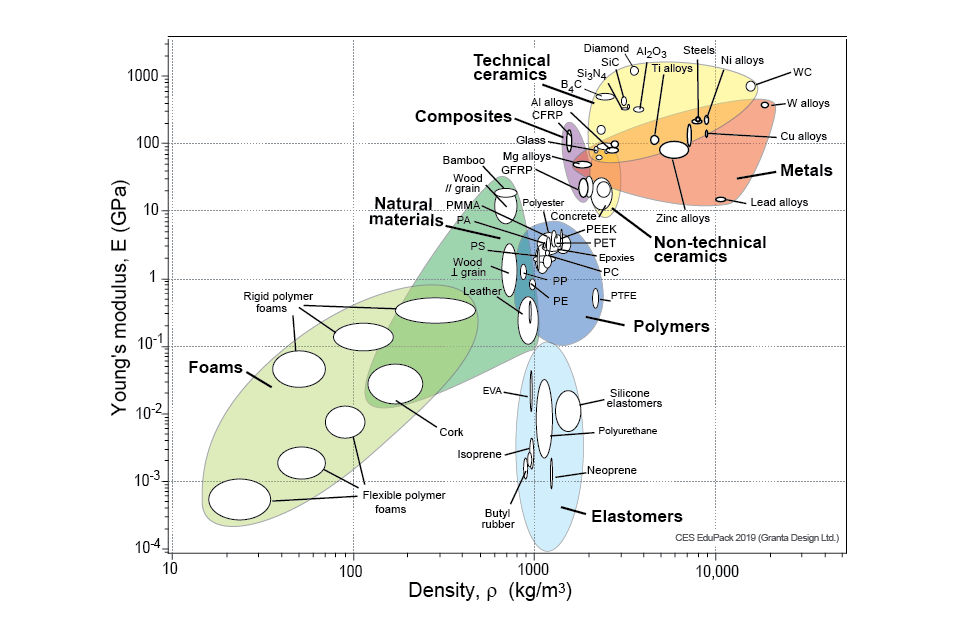 Technical
ceramics
Diamond
SiC
Al2O3
Steels
Ni alloys
Ti alloys
Si3N4
B4C
WC
W alloys
Al alloys
CFRP
Composites
Glass
Cu alloys
Mg alloys
GFRP
Metals
Bamboo
Wood
// grain
Natural
materials
PMMA
PA
PS
Polyester
Concrete
PEEK
PET
Epoxies
PC
Lead alloys
Zinc alloys
Non-technical
ceramics
Wood
⊥ grain
PP
PE
Leather
PTFE
Polymers
Rigid polymer
foams
Foams
EVA
Silicone
elastomers
Cork
Polyurethane
Isoprene
Neoprene
Flexible polymer
foams
Butyl
rubber
Elastomers
CES EduPack 2019 (Granta Design Ltd.)
1000
100
10
1
10-1
10-2
10-3
10-4
Young's modulus, E (GPa)
10
100
1000
10,000
Density, ρ (kg/m3)